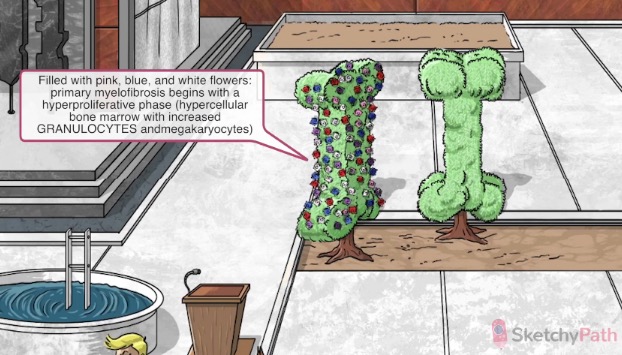 Filled with pink, blue, and white flowers:
primary myelofibrosis begins with a
hyperproliferative phase (hypercellular
bone marrow with increased
GRANULOCYTES andmegakaryocytes)
SketchyPath